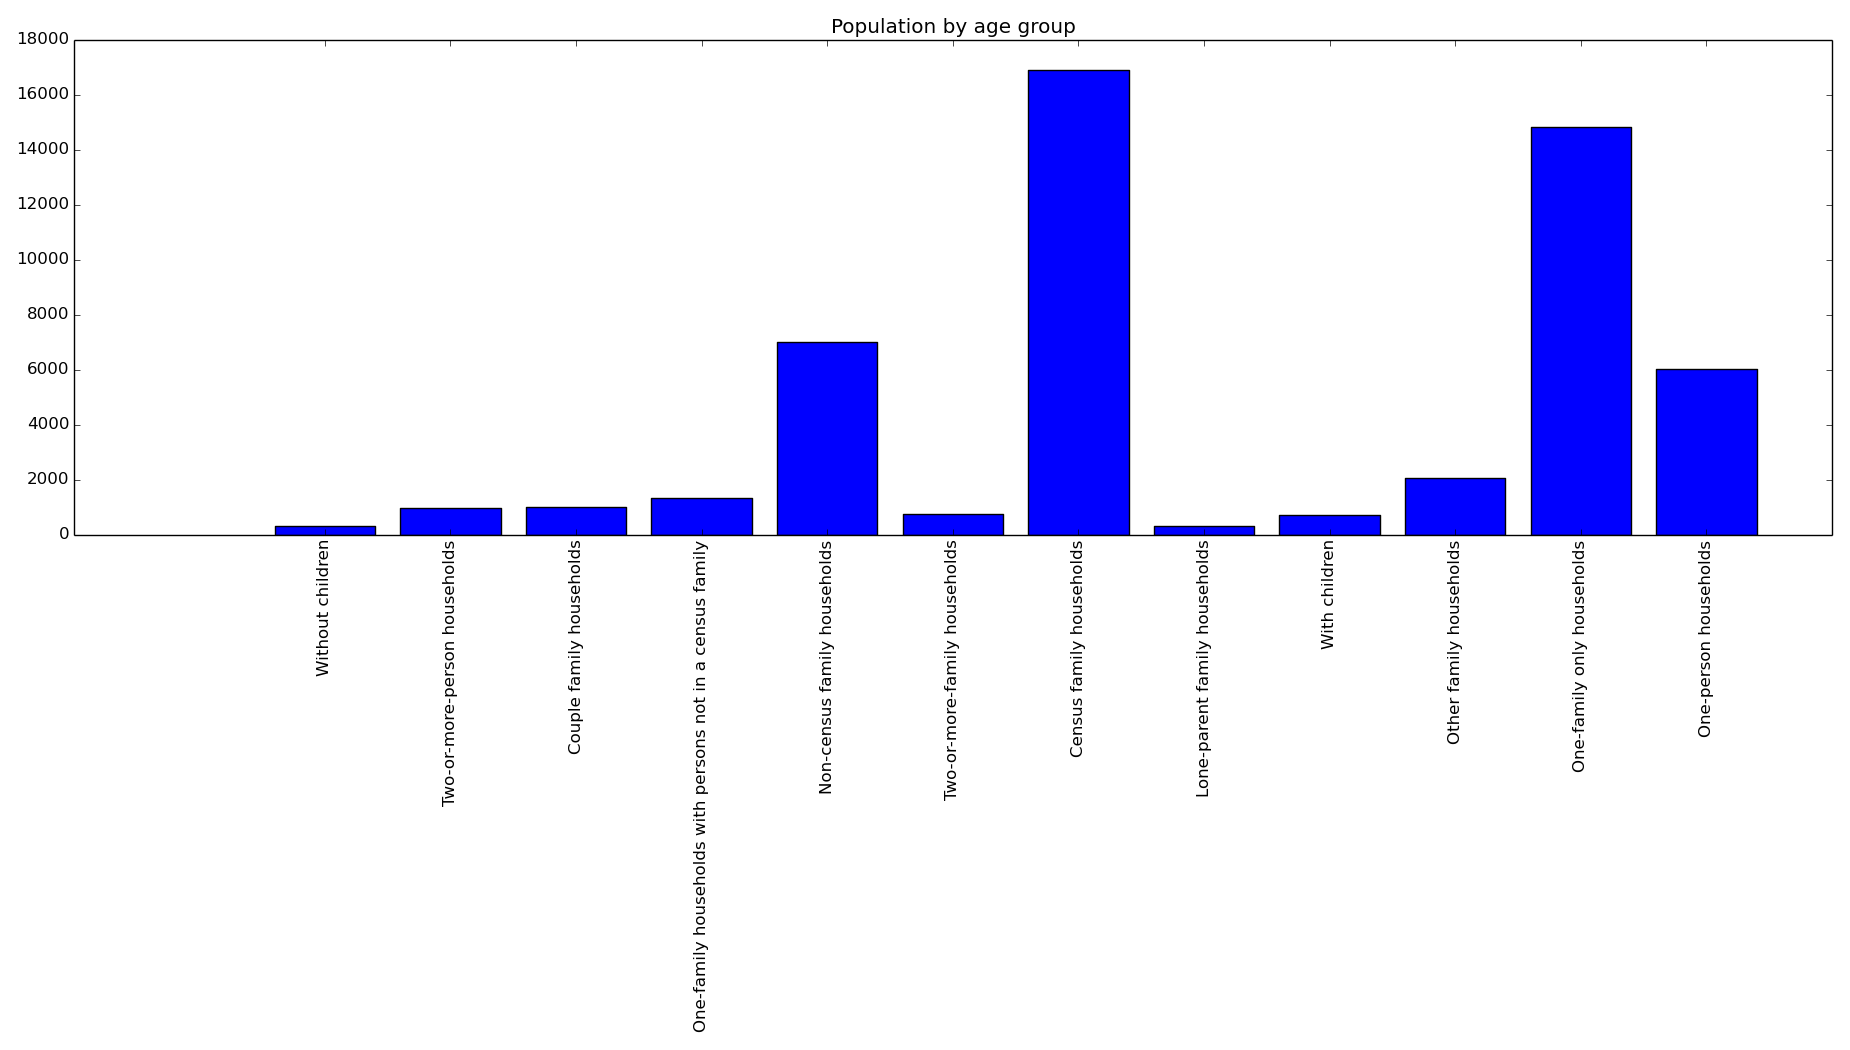 Population by age group
18000
16000
14000
12000
10000
8000
6000
4000
2000
0
Without children
Two-or-more-person households
Couple family households
One-family households with persons not in a census family
Non-census family households
Two-or-more-family households
Census family households
Lone-parent family households
With children
Other family households
One-family only households
One-person households